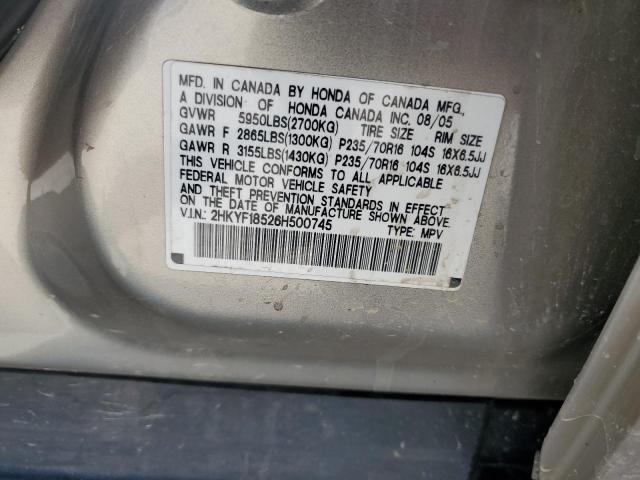 MFD. IN CANADA BY HONDA OF CANADA MFG.,
A DIVISION OF HONDA CANADA INC. 08/05
GVWR 5950LBS(2700KG) TIRE SIZE RIM SIZE
GAWR F 2865LBS(1300KG) P235/70R16 104S 16X6.5JJ
GAWR R 3155LBS(1430KG) P235/70R16 104S 16X6.5JJ
THIS VEHICLE CONFORMS TO ALL APPLICABLE
FEDERAL MOTOR VEHICLE SAFETY
AND THEFT PREVENTION STANDARDS IN EFFECT
ON THE DATE OF MANUFACTURE SHOWN ABOVE.
V.I.N.: 2HKYF18526H500745 TYPE: MPV